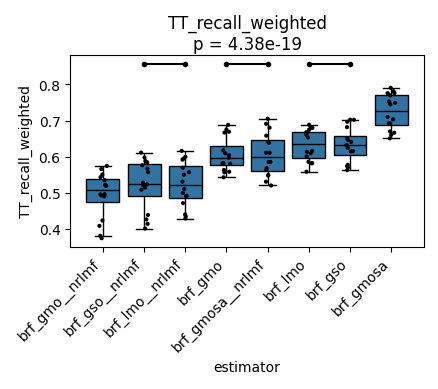 TT_recall_weighted
p = 4.38e-19
TT_recall_weighted
0.8
0.7
0.6
0.5
0.4
brf_gmo__nrlmf
brf_gso__nrlmf
brf_lmo__nrlmf
brf_gmo
brf_gmosa__nrlmf
brf_lmo
brf_gso
brf_gmosa
estimator